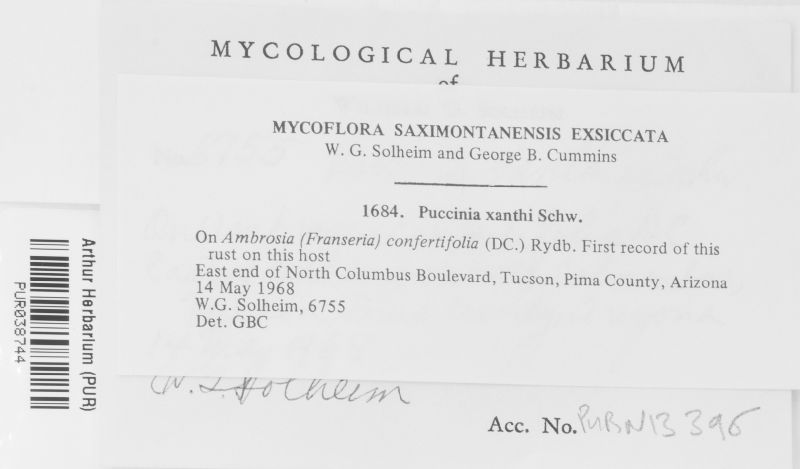 MYCOLOGICAL HERBARIUM
of
MYCOFLORA SAXIMONTANENSIS EXSICCATA
W. G. Solheim and George B. Cummins
1684. Puccinia xanthi Schw.
On Ambrosia (Franseria) confertifolia (DC.) Rydb. First record of this
rust on this host
East end of North Columbus Boulevard, Tucson, Pima County, Arizona
14 May 1968
W.G. Solheim, 6755
Det. GBC
W. G. Solheim
Acc. No. PURN13396
Arthur Herbarium (PUR)
PUR038744